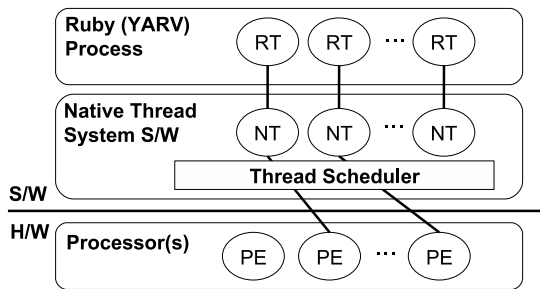 Ruby (YARV)
Process
RT RT ... RT
Native Thread
System S/W
NT NT ... NT
Thread Scheduler
S/W
H/W
Processor(s)
PE PE ... PE